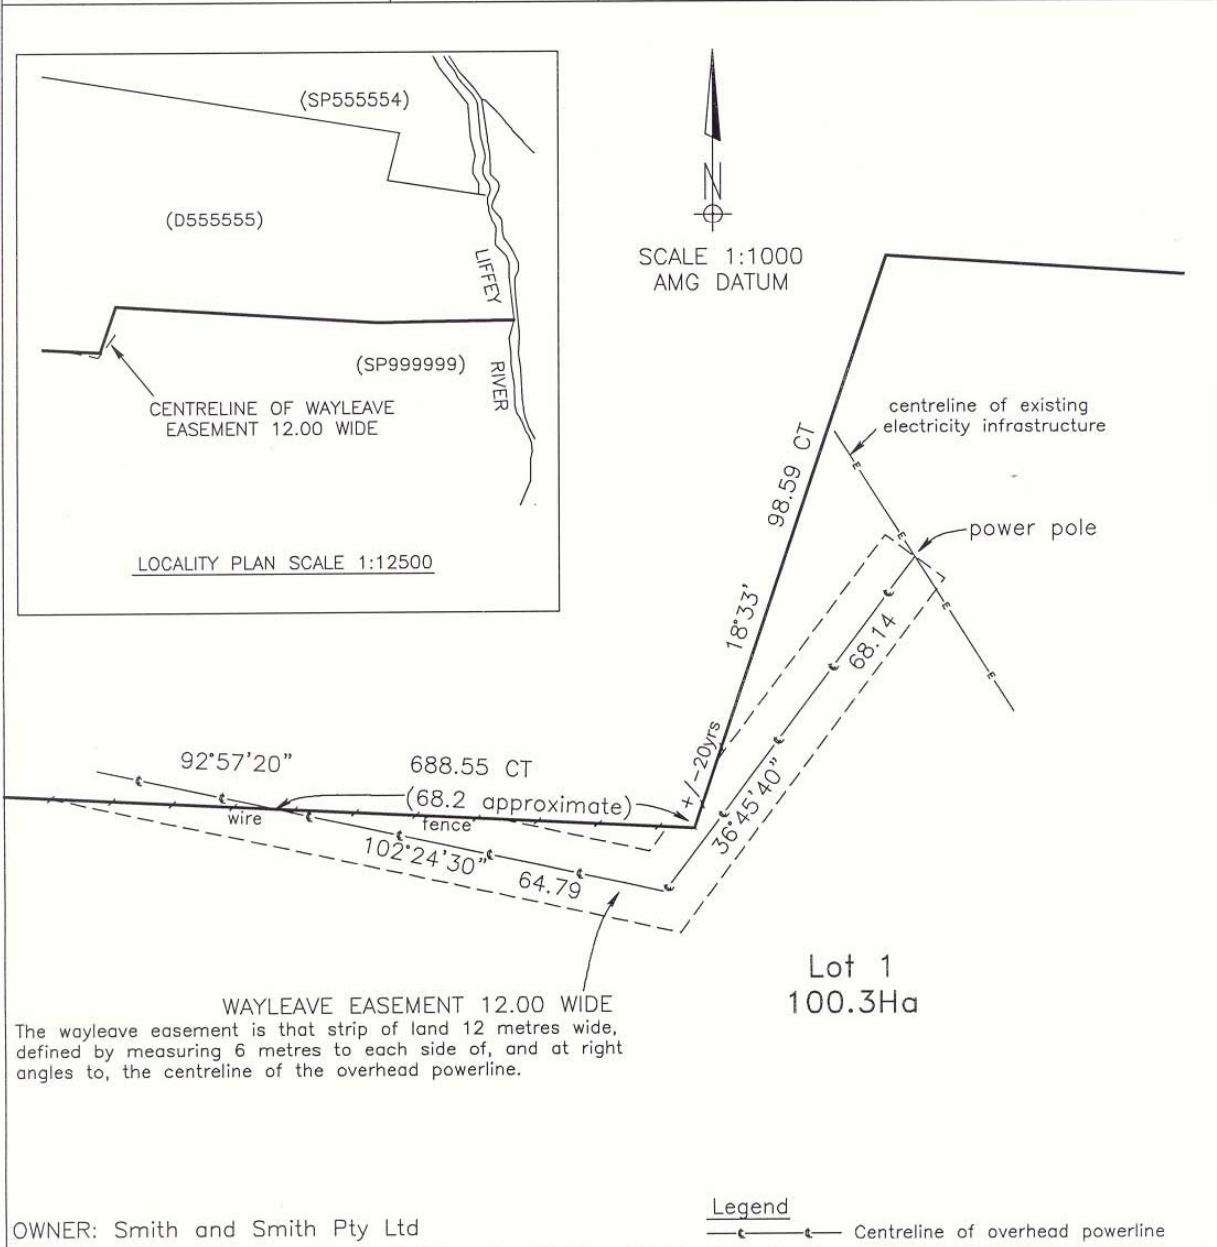 (SP555554)
(D555555)
LIFFEY
RIVER
(SP999999)
CENTRELINE OF WAYLEAVE
EASEMENT 12.00 WIDE
LOCALITY PLAN SCALE 1:12500
N
SCALE 1:1000
AMG DATUM
centreline of existing
electricity infrastructure
E
E
E
E
power pole
98.59 CT
18°33'
+/-20yrs
68.14
36°45'40"
92°57'20"
688.55 CT
(68.2 approximate)
wire
fence
102°24'30"
64.79
Lot 1
100.3Ha
WAYLEAVE EASEMENT 12.00 WIDE
The wayleave easement is that strip of land 12 metres wide,
defined by measuring 6 metres to each side of, and at right
angles to, the centreline of the overhead powerline.
OWNER: Smith and Smith Pty Ltd
Legend
Centreline of overhead powerline